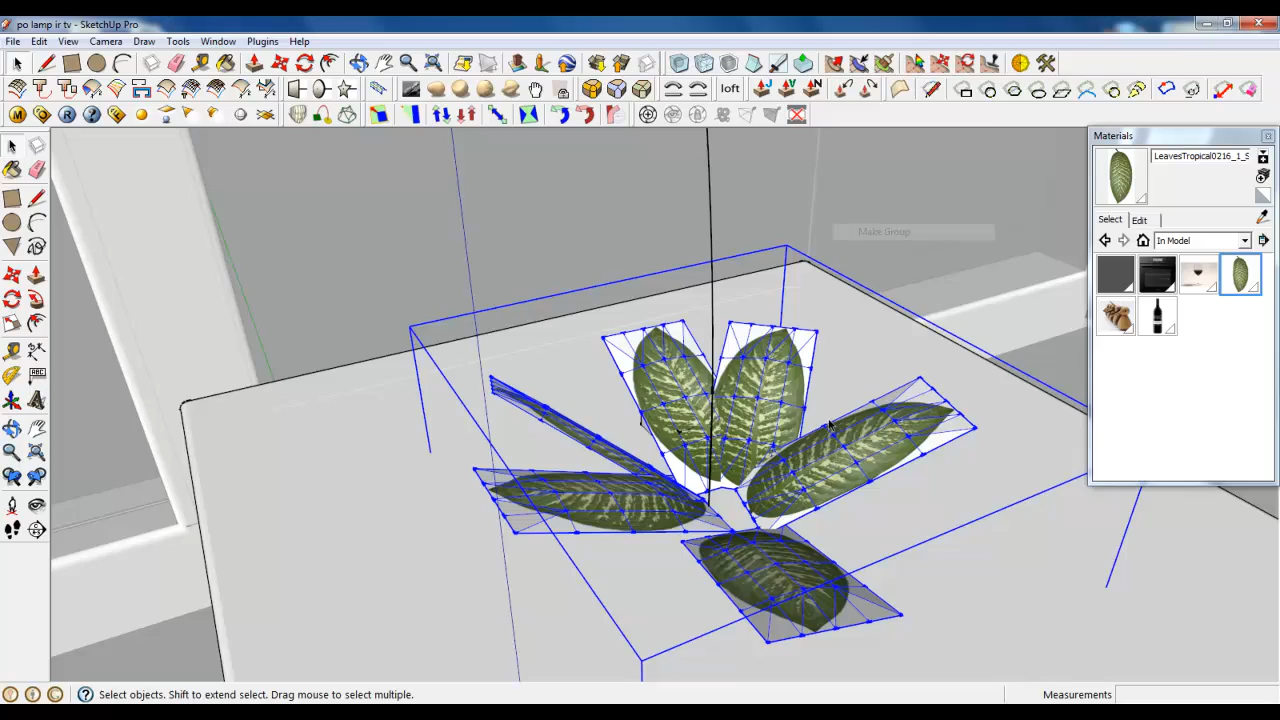 po lamp ir tv - SketchUp Pro
File Edit View Camera Draw Tools Window Plugins Help
loft
M R
Materials
LeavesTropical0216_1_S
Make Group
Select Edit
In Model
ABC
Select objects. Shift to extend select. Drag mouse to select multiple.
Measurements